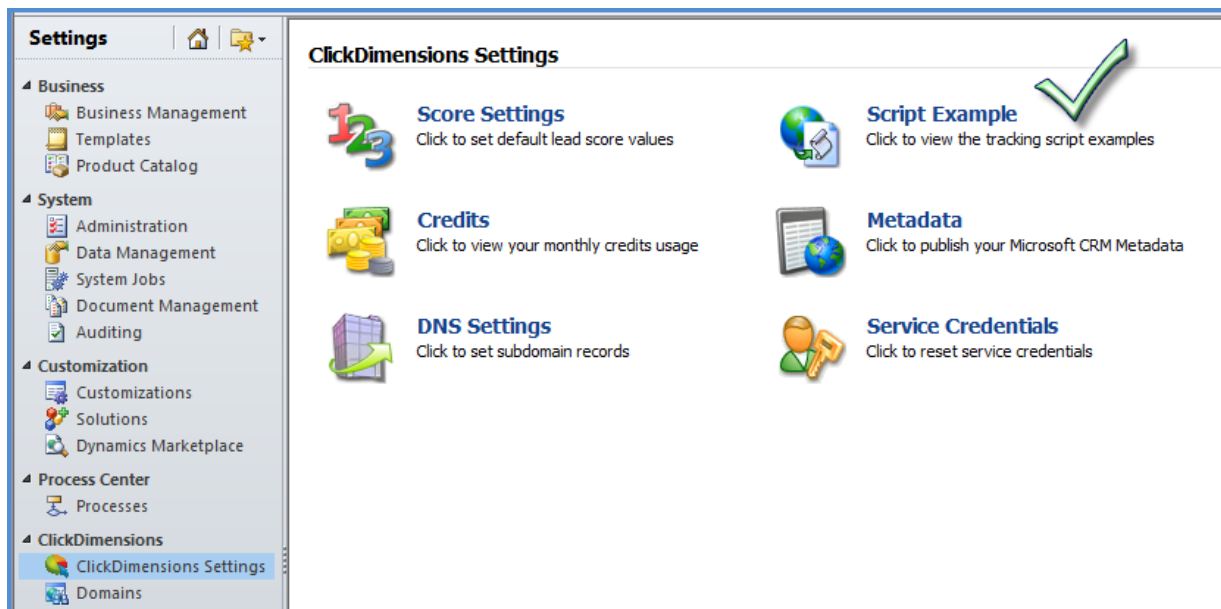 Settings
Business
Business Management
Templates
Product Catalog
System
Administration
Data Management
System Jobs
Document Management
Auditing
Customization
Customizations
Solutions
Dynamics Marketplace
Process Center
Processes
ClickDimensions
ClickDimensions Settings
Domains
ClickDimensions Settings
Score Settings
Click to set default lead score values
Script Example
Click to view the tracking script examples
Credits
Click to view your monthly credits usage
Metadata
Click to publish your Microsoft CRM Metadata
DNS Settings
Click to set subdomain records
Service Credentials
Click to reset service credentials
123